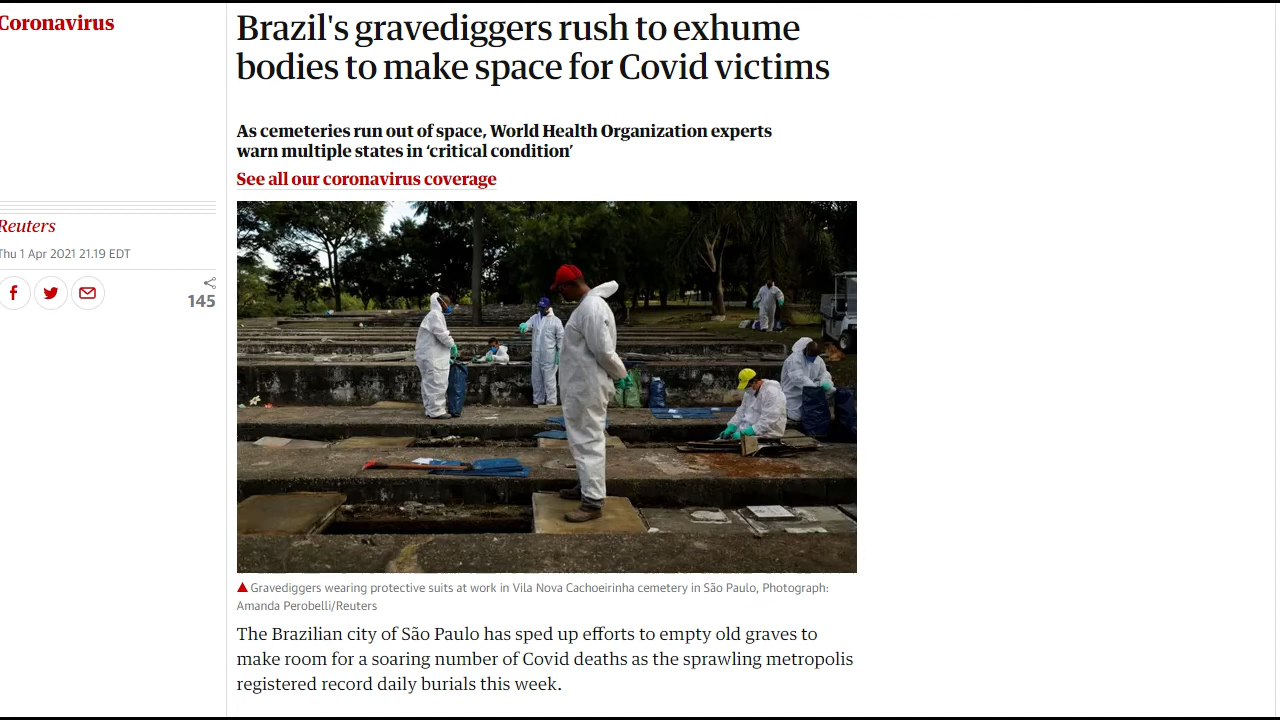 Coronavirus
Brazil's gravediggers rush to exhume
bodies to make space for Covid victims
As cemeteries run out of space, World Health Organization experts
warn multiple states in ‘critical condition’
See all our coronavirus coverage
Reuters
Thu 1 Apr 2021 21.19 EDT
145
Gravediggers wearing protective suits at work in Vila Nova Cachoeirinha cemetery in São Paulo, Photograph:
Amanda Perobelli/Reuters
The Brazilian city of São Paulo has sped up efforts to empty old graves to
make room for a soaring number of Covid deaths as the sprawling metropolis
registered record daily burials this week.